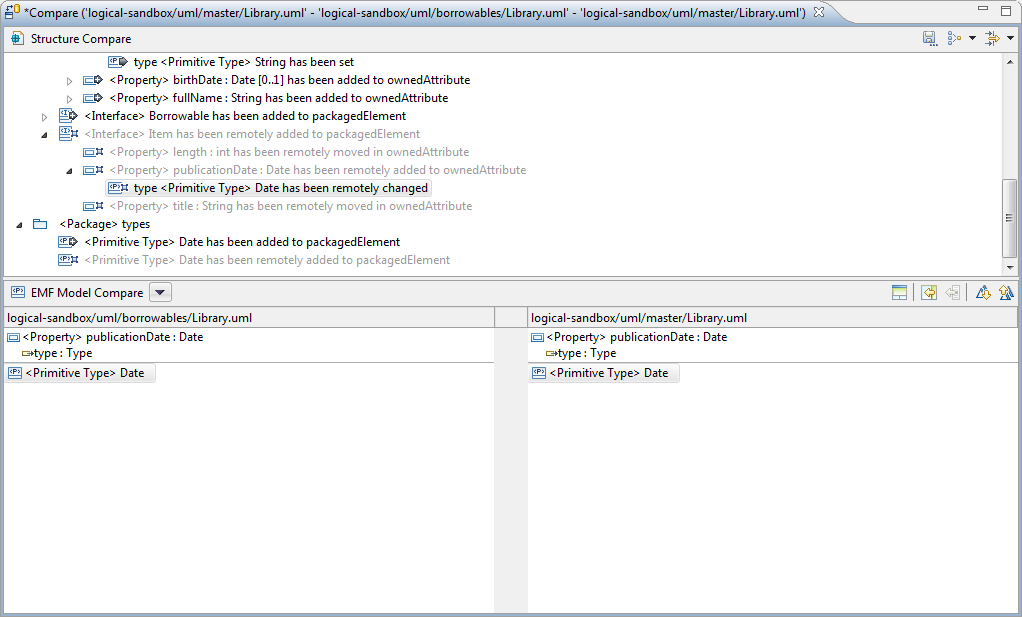 *Compare ('logical-sandbox/uml/master/Library.uml' - 'logical-sandbox/uml/borrowables/Library.uml' - 'logical-sandbox/uml/master/Library.uml')
Structure Compare
type <Primitive Type> String has been set
<Property> birthDate : Date [0..1] has been added to ownedAttribute
<Property> fullName : String has been added to ownedAttribute
<Interface> Borrowable has been added to packagedElement
<Interface> Item has been remotely added to packagedElement
<Property> length : int has been remotely moved in ownedAttribute
<Property> publicationDate : Date has been remotely added to ownedAttribute
type <Primitive Type> Date has been remotely changed
<Property> title : String has been remotely moved in ownedAttribute
<Package> types
<Primitive Type> Date has been added to packagedElement
<Primitive Type> Date has been remotely added to packagedElement
EMF Model Compare
logical-sandbox/uml/borrowables/Library.uml
logical-sandbox/uml/master/Library.uml
<Property> publicationDate : Date
<Property> publicationDate : Date
type : Type
type : Type
<Primitive Type> Date
<Primitive Type> Date